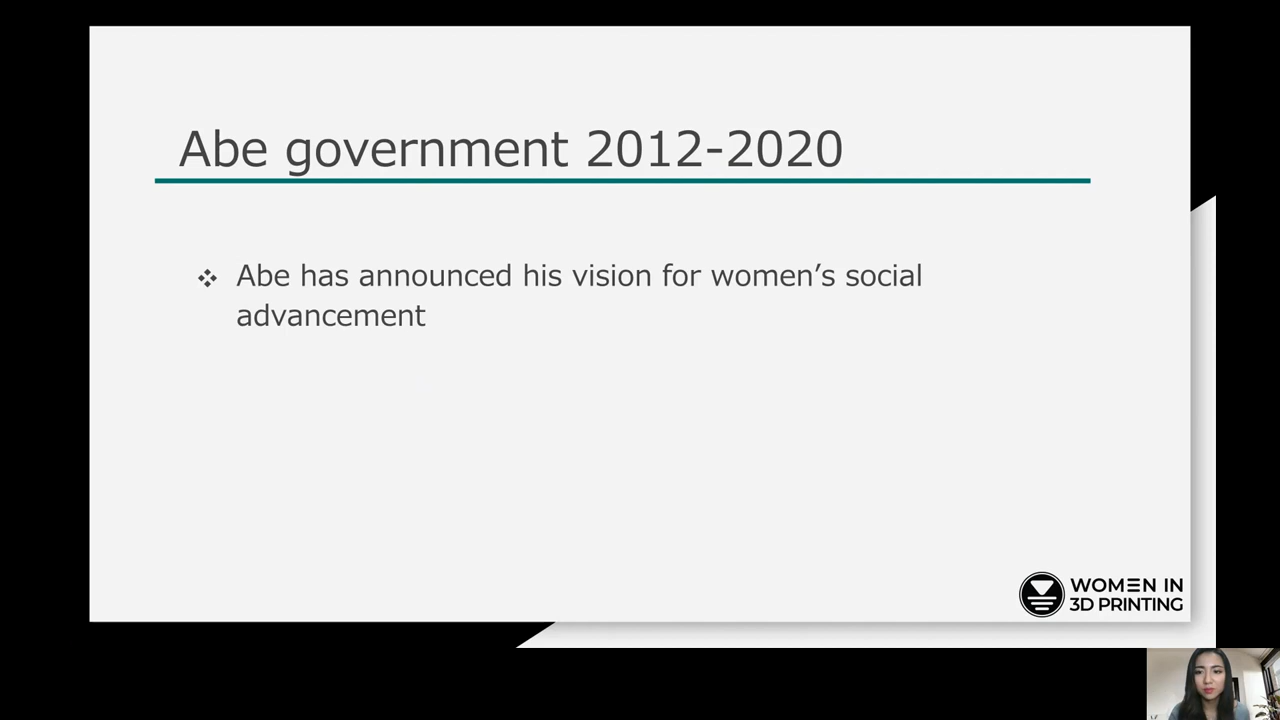 Abe government 2012-2020
❖ Abe has announced his vision for women’s social
advancement
WOMEN IN
3D PRINTING